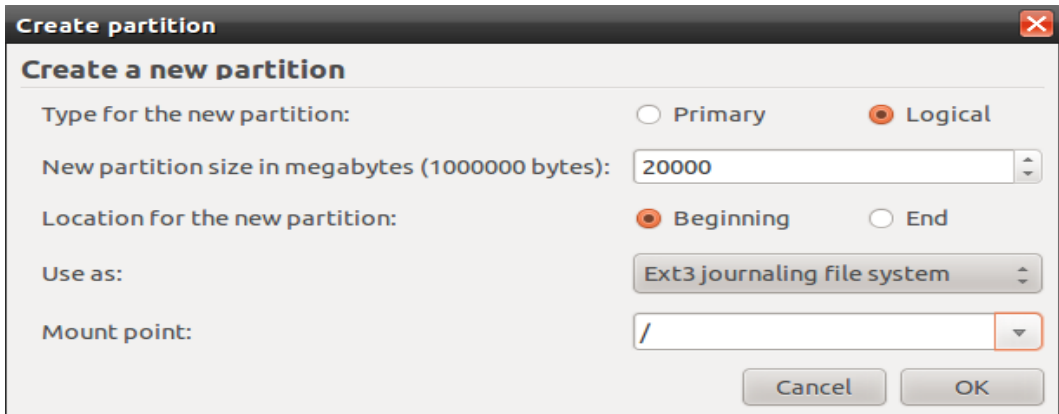 Create partition
Create a new partition
Type for the new partition: Primary Logical
New partition size in megabytes (1000000 bytes): 20000
Location for the new partition: Beginning End
Use as: Ext3 journaling file system
Mount point: /
Cancel OK